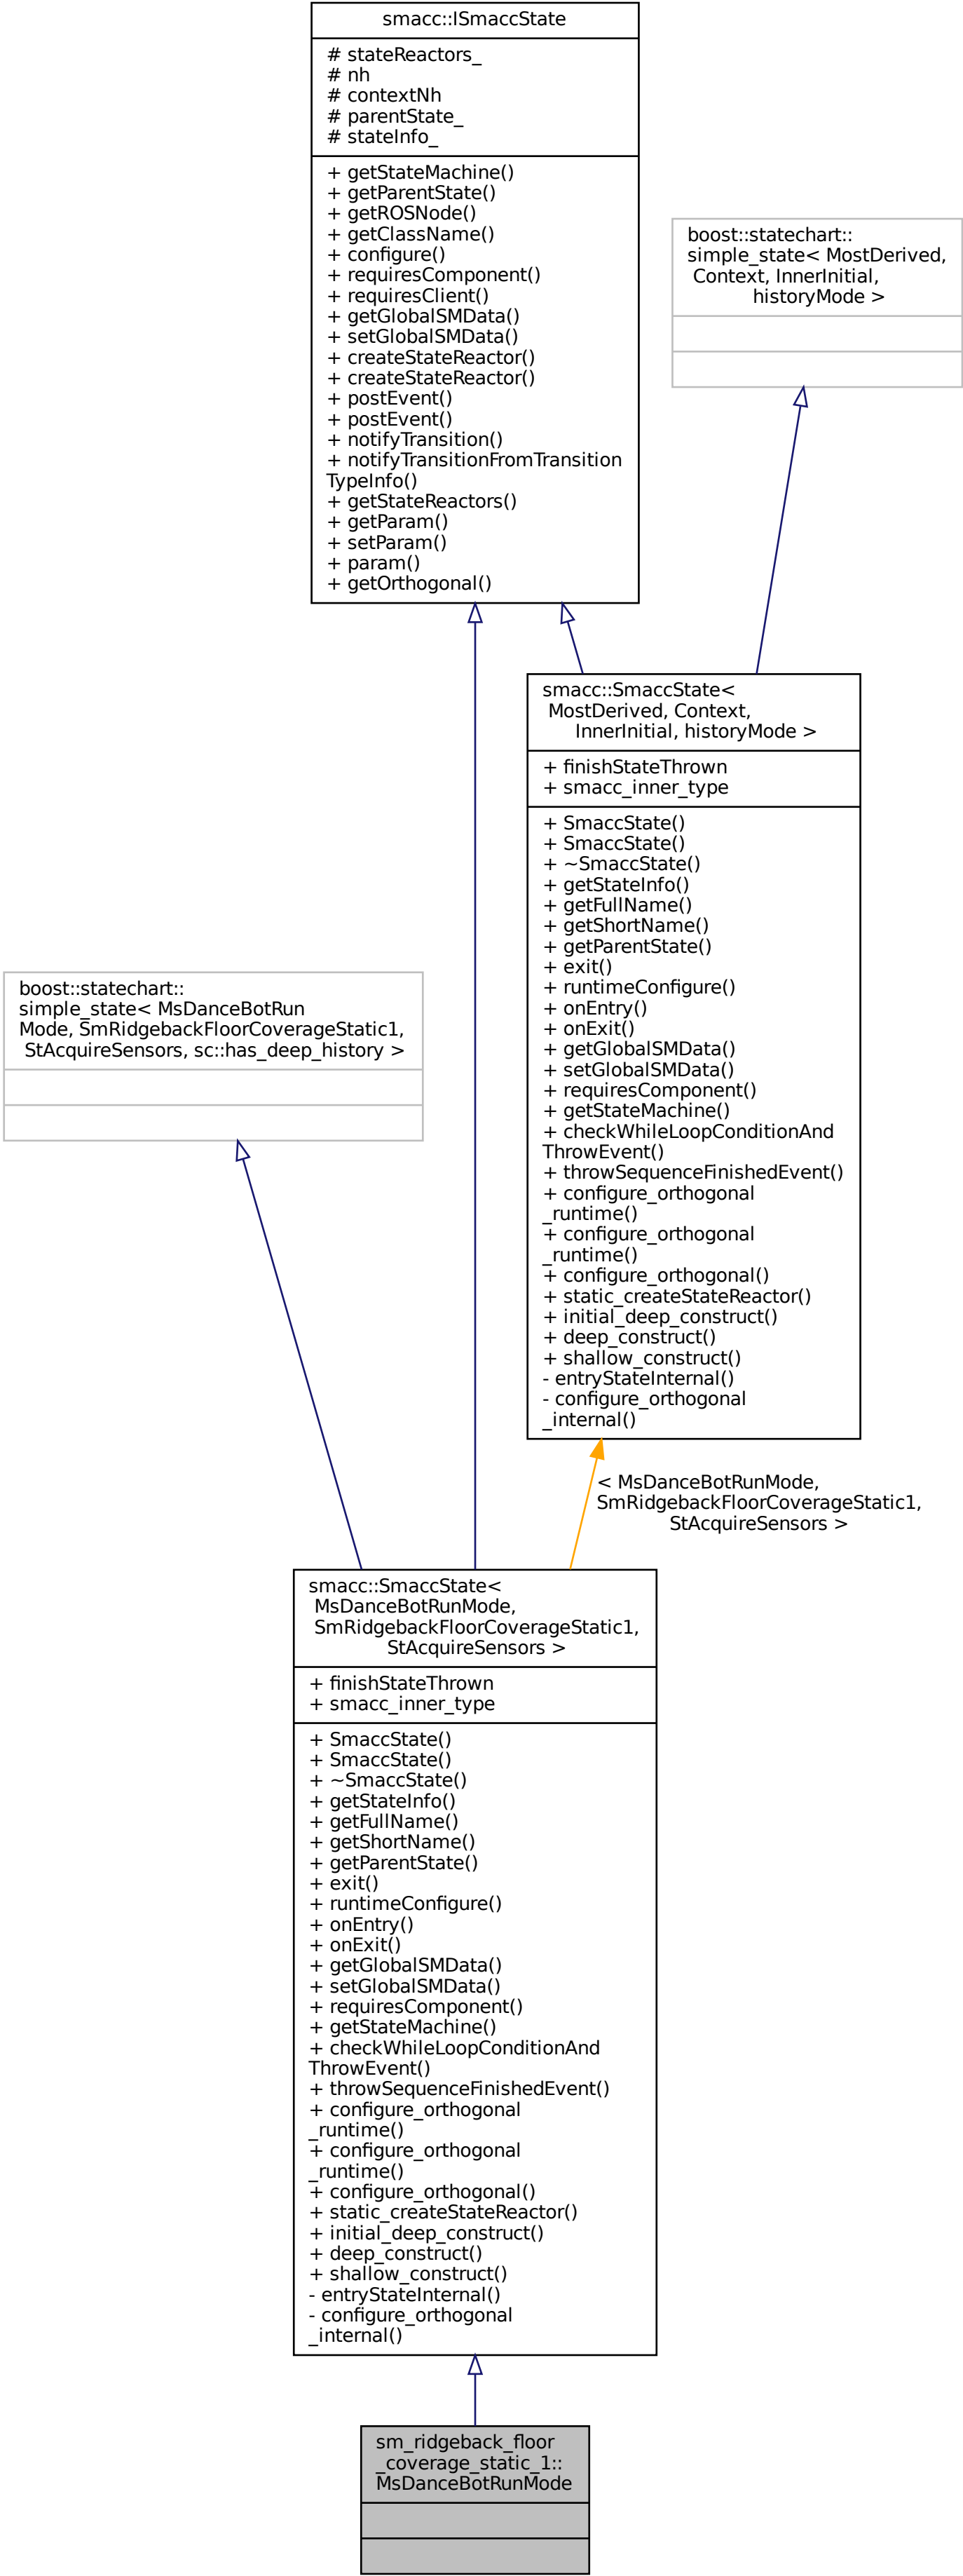 smacc::ISmaccState
# stateReactors_
# nh
# contextNh
# parentState_
# stateInfo_
+ getStateMachine()
+ getParentState()
+ getROSNode()
+ getClassName()
+ configure()
+ requiresComponent()
+ requiresClient()
+ getGlobalSMData()
+ setGlobalSMData()
+ createStateReactor()
+ createStateReactor()
+ postEvent()
+ postEvent()
+ notifyTransition()
+ notifyTransitionFromTransition
TypeInfo()
+ getStateReactors()
+ getParam()
+ setParam()
+ param()
+ getOrthogonal()
boost::statechart::
simple_state< MostDerived,
Context, InnerInitial,
historyMode >
smacc::SmaccState<
MostDerived, Context,
InnerInitial, historyMode >
+ finishStateThrown
+ smacc_inner_type
+ SmaccState()
+ SmaccState()
+ ~SmaccState()
+ getStateInfo()
+ getFullName()
+ getShortName()
+ getParentState()
+ exit()
+ runtimeConfigure()
+ onEntry()
+ onExit()
+ getGlobalSMData()
+ setGlobalSMData()
+ requiresComponent()
+ getStateMachine()
+ checkWhileLoopConditionAnd
ThrowEvent()
+ throwSequenceFinishedEvent()
+ configure_orthogonal
_runtime()
+ configure_orthogonal
_runtime()
+ configure_orthogonal()
+ static_createStateReactor()
+ initial_deep_construct()
+ deep_construct()
+ shallow_construct()
- entryStateInternal()
- configure_orthogonal
_internal()
boost::statechart::
simple_state< MsDanceBotRun
Mode, SmRidgebackFloorCoverageStatic1,
StAcquireSensors, sc::has_deep_history >
< MsDanceBotRunMode,
SmRidgebackFloorCoverageStatic1,
StAcquireSensors >
smacc::SmaccState<
MsDanceBotRunMode,
SmRidgebackFloorCoverageStatic1,
StAcquireSensors >
+ finishStateThrown
+ smacc_inner_type
+ SmaccState()
+ SmaccState()
+ ~SmaccState()
+ getStateInfo()
+ getFullName()
+ getShortName()
+ getParentState()
+ exit()
+ runtimeConfigure()
+ onEntry()
+ onExit()
+ getGlobalSMData()
+ setGlobalSMData()
+ requiresComponent()
+ getStateMachine()
+ checkWhileLoopConditionAnd
ThrowEvent()
+ throwSequenceFinishedEvent()
+ configure_orthogonal
_runtime()
+ configure_orthogonal
_runtime()
+ configure_orthogonal()
+ static_createStateReactor()
+ initial_deep_construct()
+ deep_construct()
+ shallow_construct()
- entryStateInternal()
- configure_orthogonal
_internal()
sm_ridgeback_floor
_coverage_static_1::
MsDanceBotRunMode